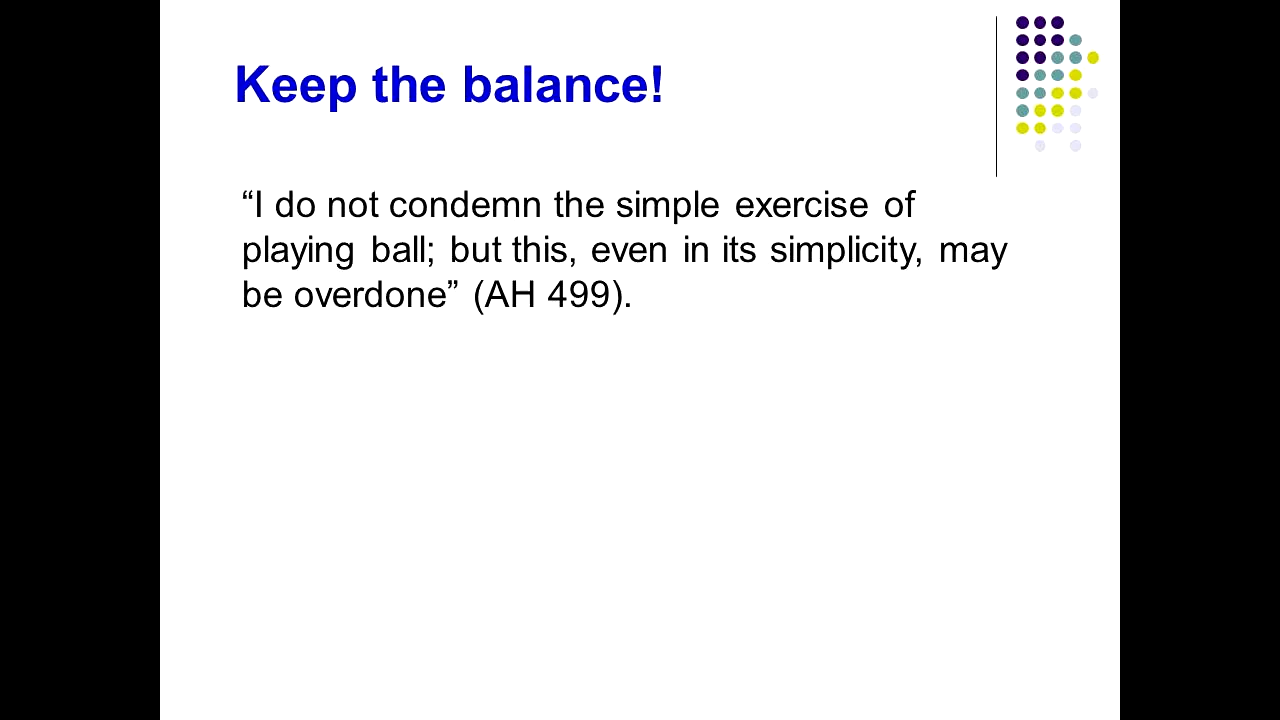 Keep the balance!
“I do not condemn the simple exercise of
playing ball; but this, even in its simplicity, may
be overdone” (AH 499).